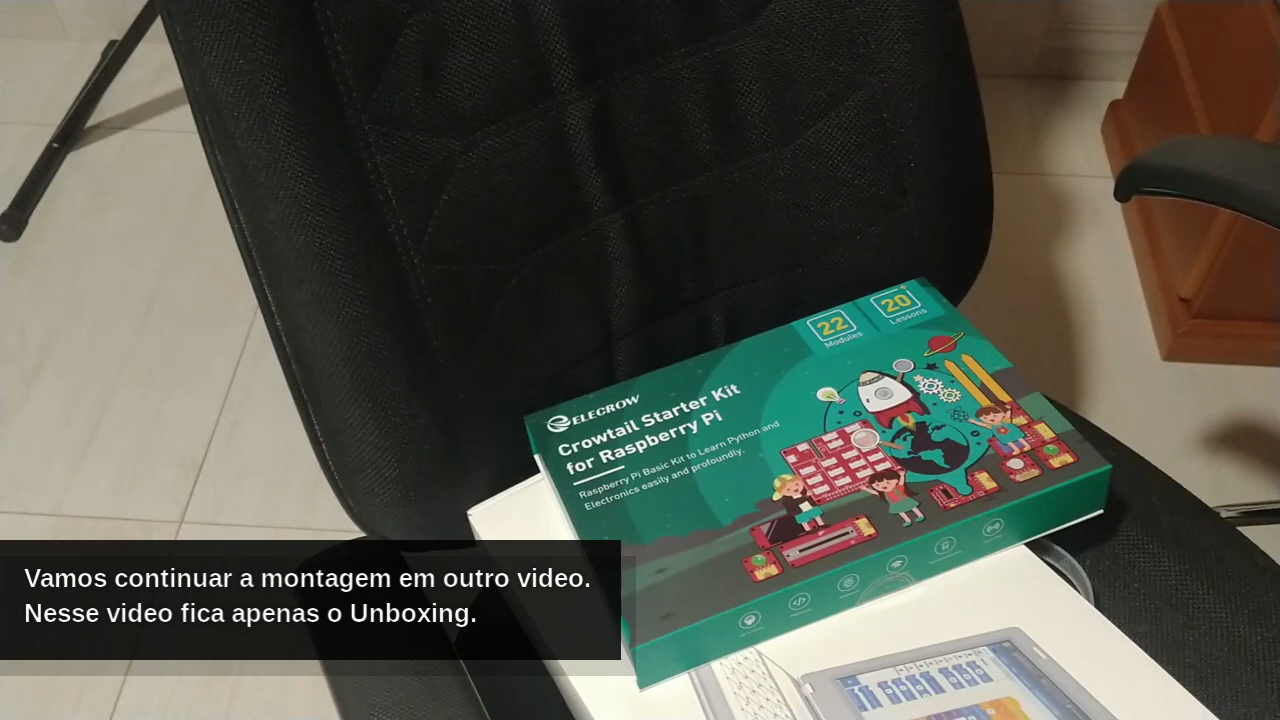 22
Modules
20
Lessons
ELECROW
Crowtail Starter Kit
for Raspberry Pi
Raspberry Pi Basic Kit to Learn Python and
Electronics easily and profoundly.
Vamos continuar a montagem em outro video.
Nesse video fica apenas o Unboxing.